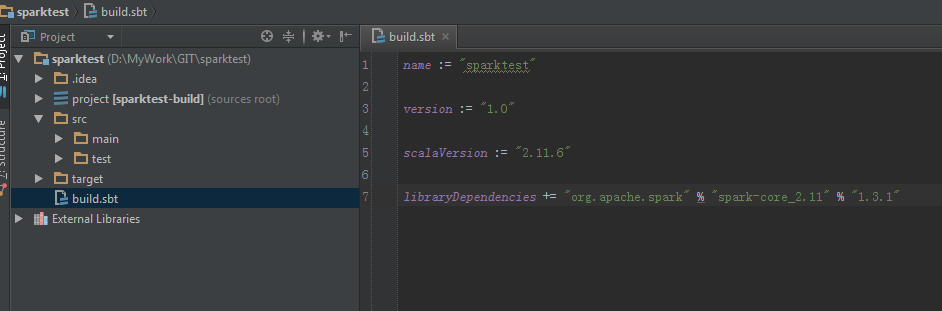 sparktest build.sbt
Project
build.sbt
1: Project
sparktest (D:\MyWork\GIT\sparktest)
.idea
project [sparktest-build] (sources root)
src
main
test
target
build.sbt
External Libraries
Structure
1 name := "sparktest"
2
3 version := "1.0"
4
5 scalaVersion := "2.11.6"
6
7 libraryDependencies += "org.apache.spark" % "spark-core_2.11" % "1.3.1"